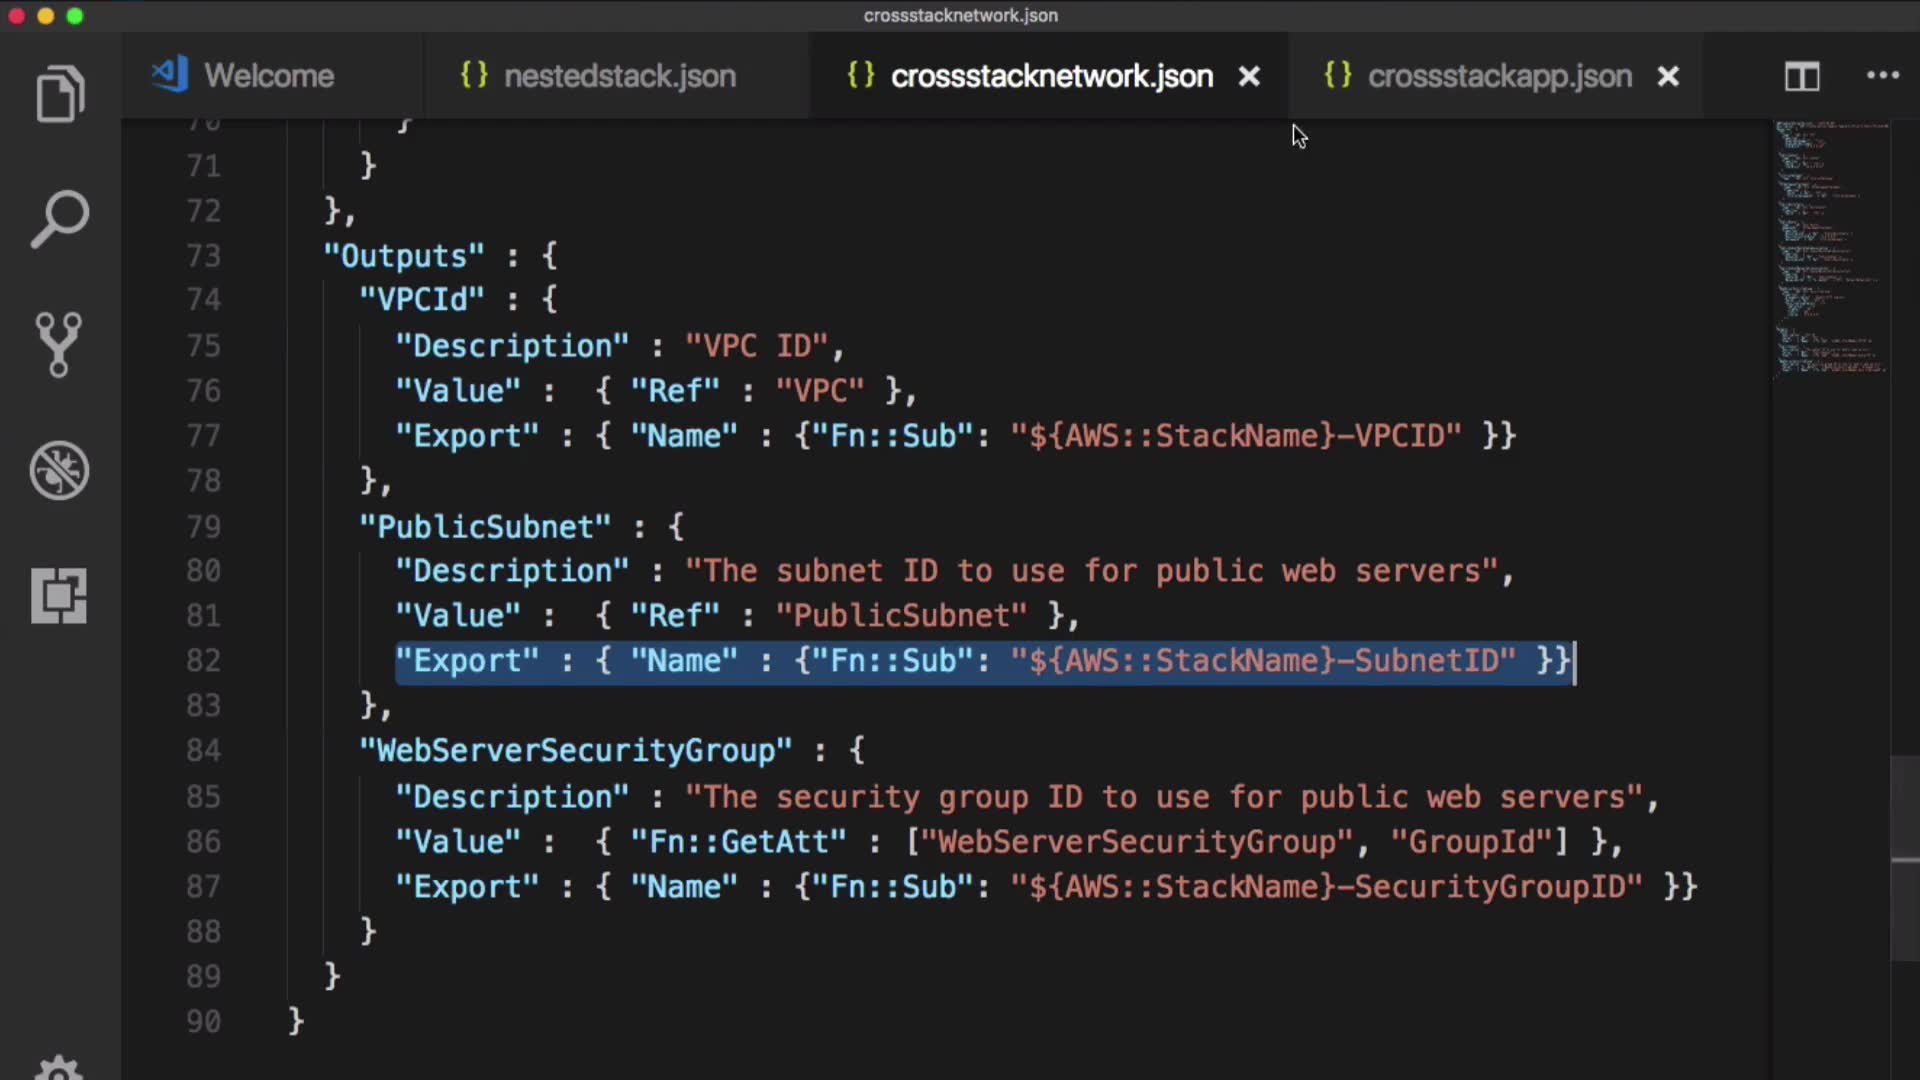 crossstacknetwork.json
Welcome
{} nestedstack.json
{} crossstacknetwork.json
{} crossstackapp.json
70 }
71 }
72 },
73 "Outputs" : {
74 "VPCId" : {
75 "Description" : "VPC ID",
76 "Value" :  { "Ref" : "VPC" },
77 "Export" : { "Name" : {"Fn::Sub": "${AWS::StackName}-VPCID" }}
78 },
79 "PublicSubnet" : {
80 "Description" : "The subnet ID to use for public web servers",
81 "Value" :  { "Ref" : "PublicSubnet" },
82 "Export" : { "Name" : {"Fn::Sub": "${AWS::StackName}-SubnetID" }}
83 },
84 "WebServerSecurityGroup" : {
85 "Description" : "The security group ID to use for public web servers",
86 "Value" :  { "Fn::GetAtt" : ["WebServerSecurityGroup", "GroupId"] },
87 "Export" : { "Name" : {"Fn::Sub": "${AWS::StackName}-SecurityGroupID" }}
88 }
89 }
90 }